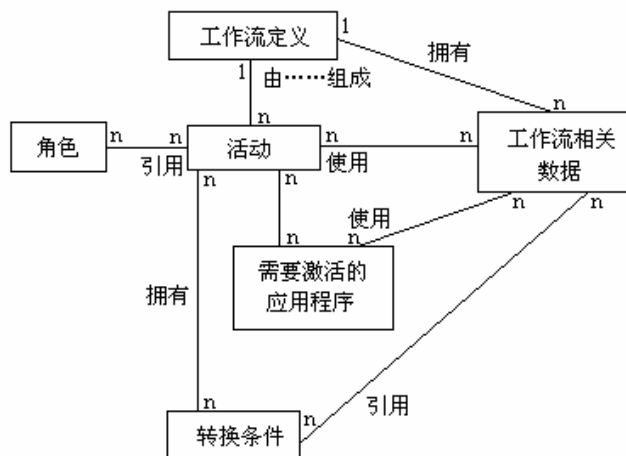 工作流定义
1
拥有
1
由……组成
n
n
角色
n
n
引用
活动
n
使用
n
工作流相关
数据
n
n
n
n
使用
n
n
需要激活的
应用程序
拥有
n
n
引用
转换条件